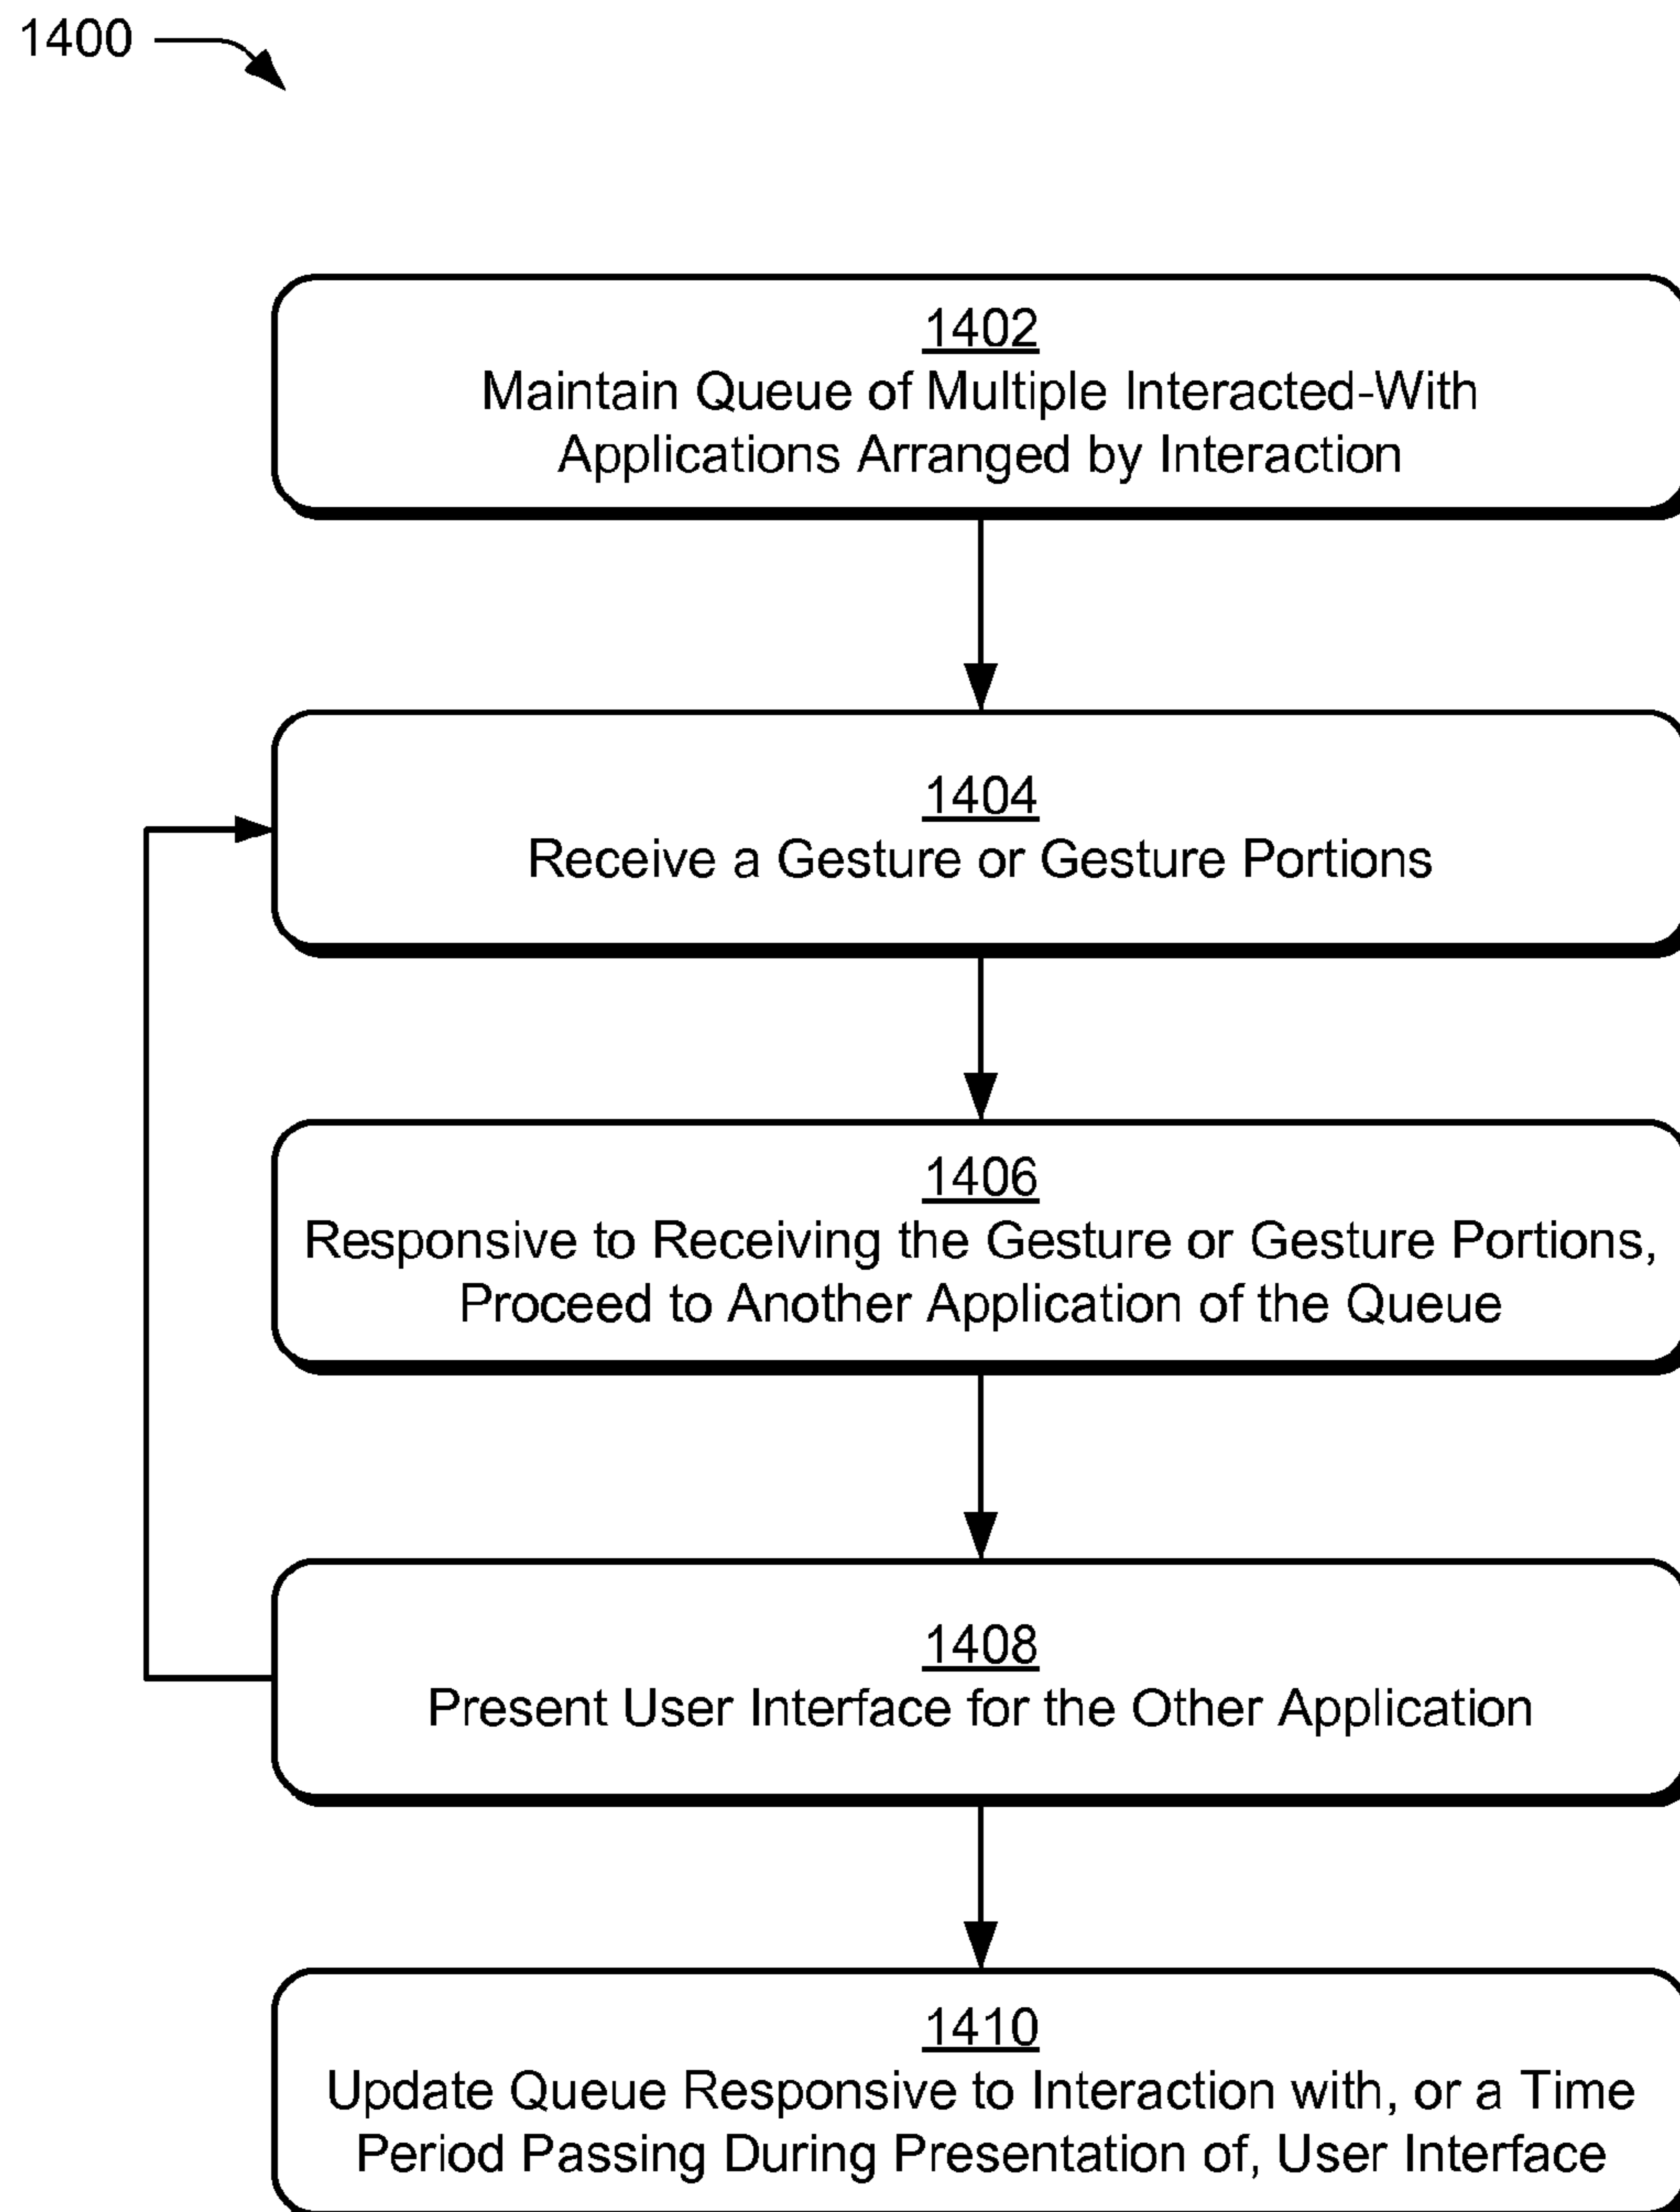 1400
1402
Maintain Queue of Multiple Interacted-With
Applications Arranged by Interaction
1404
Receive a Gesture or Gesture Portions
1406
Responsive to Receiving the Gesture or Gesture Portions,
Proceed to Another Application of the Queue
1408
Present User Interface for the Other Application
1410
Update Queue Responsive to Interaction with, or a Time
Period Passing During Presentation of, User Interface